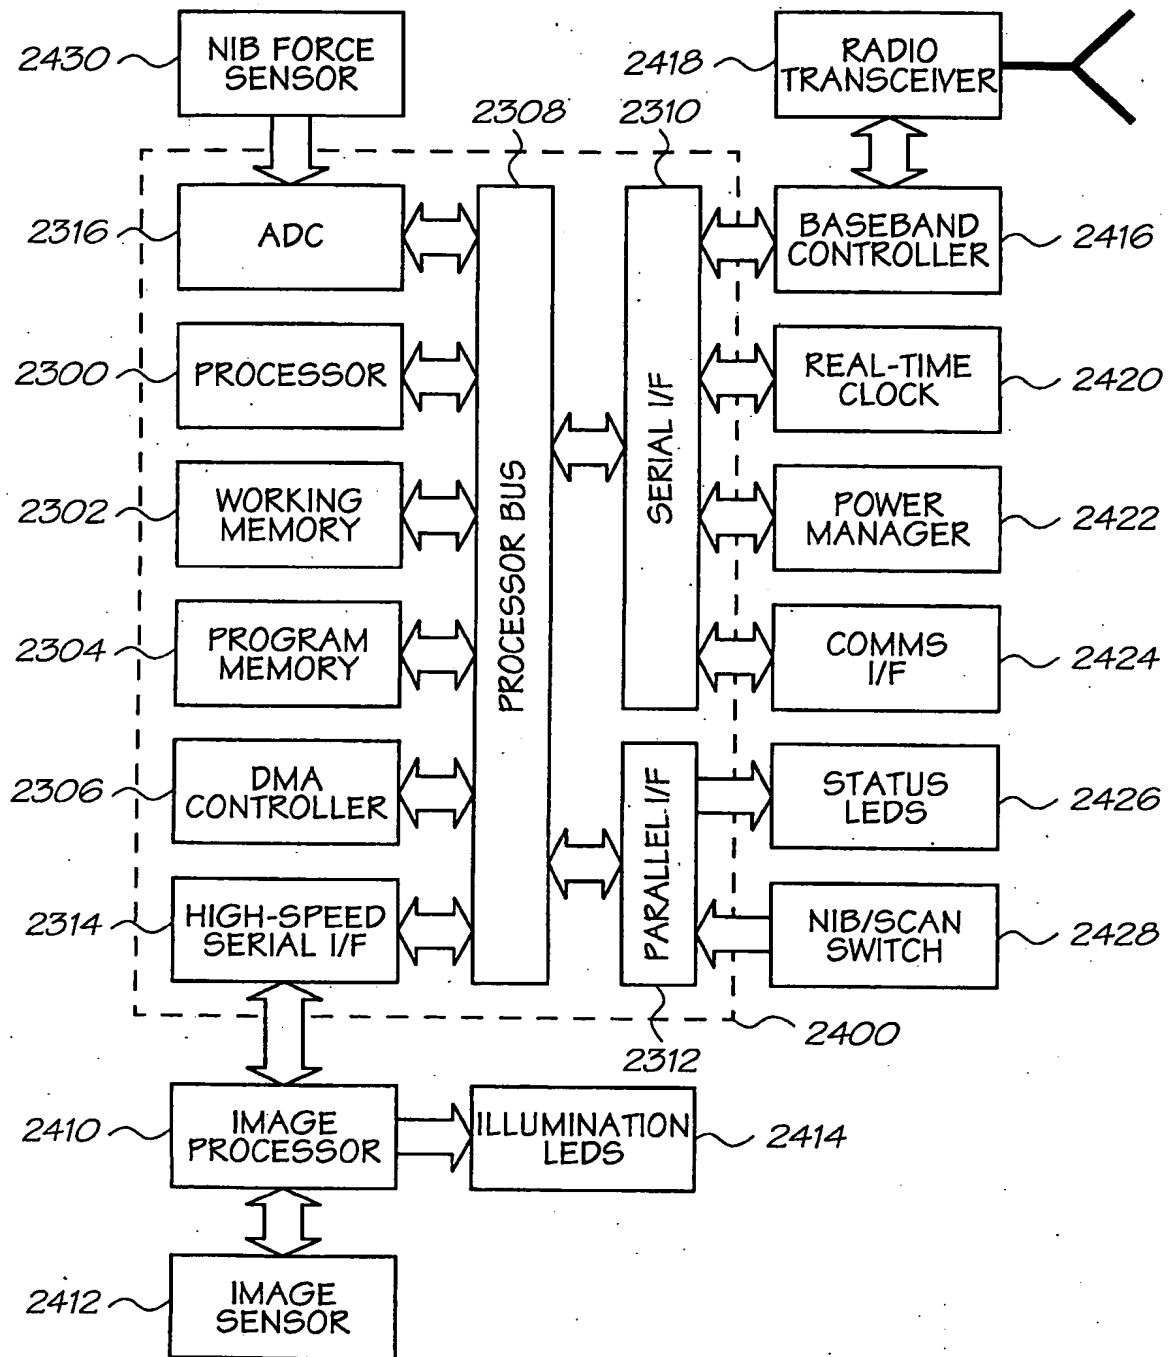 2430
NIB FORCE
SENSOR
2418
RADIO
TRANSCEIVER
2308
2310
2316
ADC
BASEBAND
CONTROLLER
2416
2300
PROCESSOR
REAL-TIME
CLOCK
2420
2302
WORKING
MEMORY
PROCESSOR BUS
SERIAL I/F
POWER
MANAGER
2422
2304
PROGRAM
MEMORY
COMMS
I/F
2424
2306
DMA
CONTROLLER
PARALLEL I/F
STATUS
LEDS
2426
2314
HIGH-SPEED
SERIAL I/F
NIB/SCAN
SWITCH
2428
2312
2400
2410
IMAGE
PROCESSOR
ILLUMINATION
LEDS
2414
2412
IMAGE
SENSOR